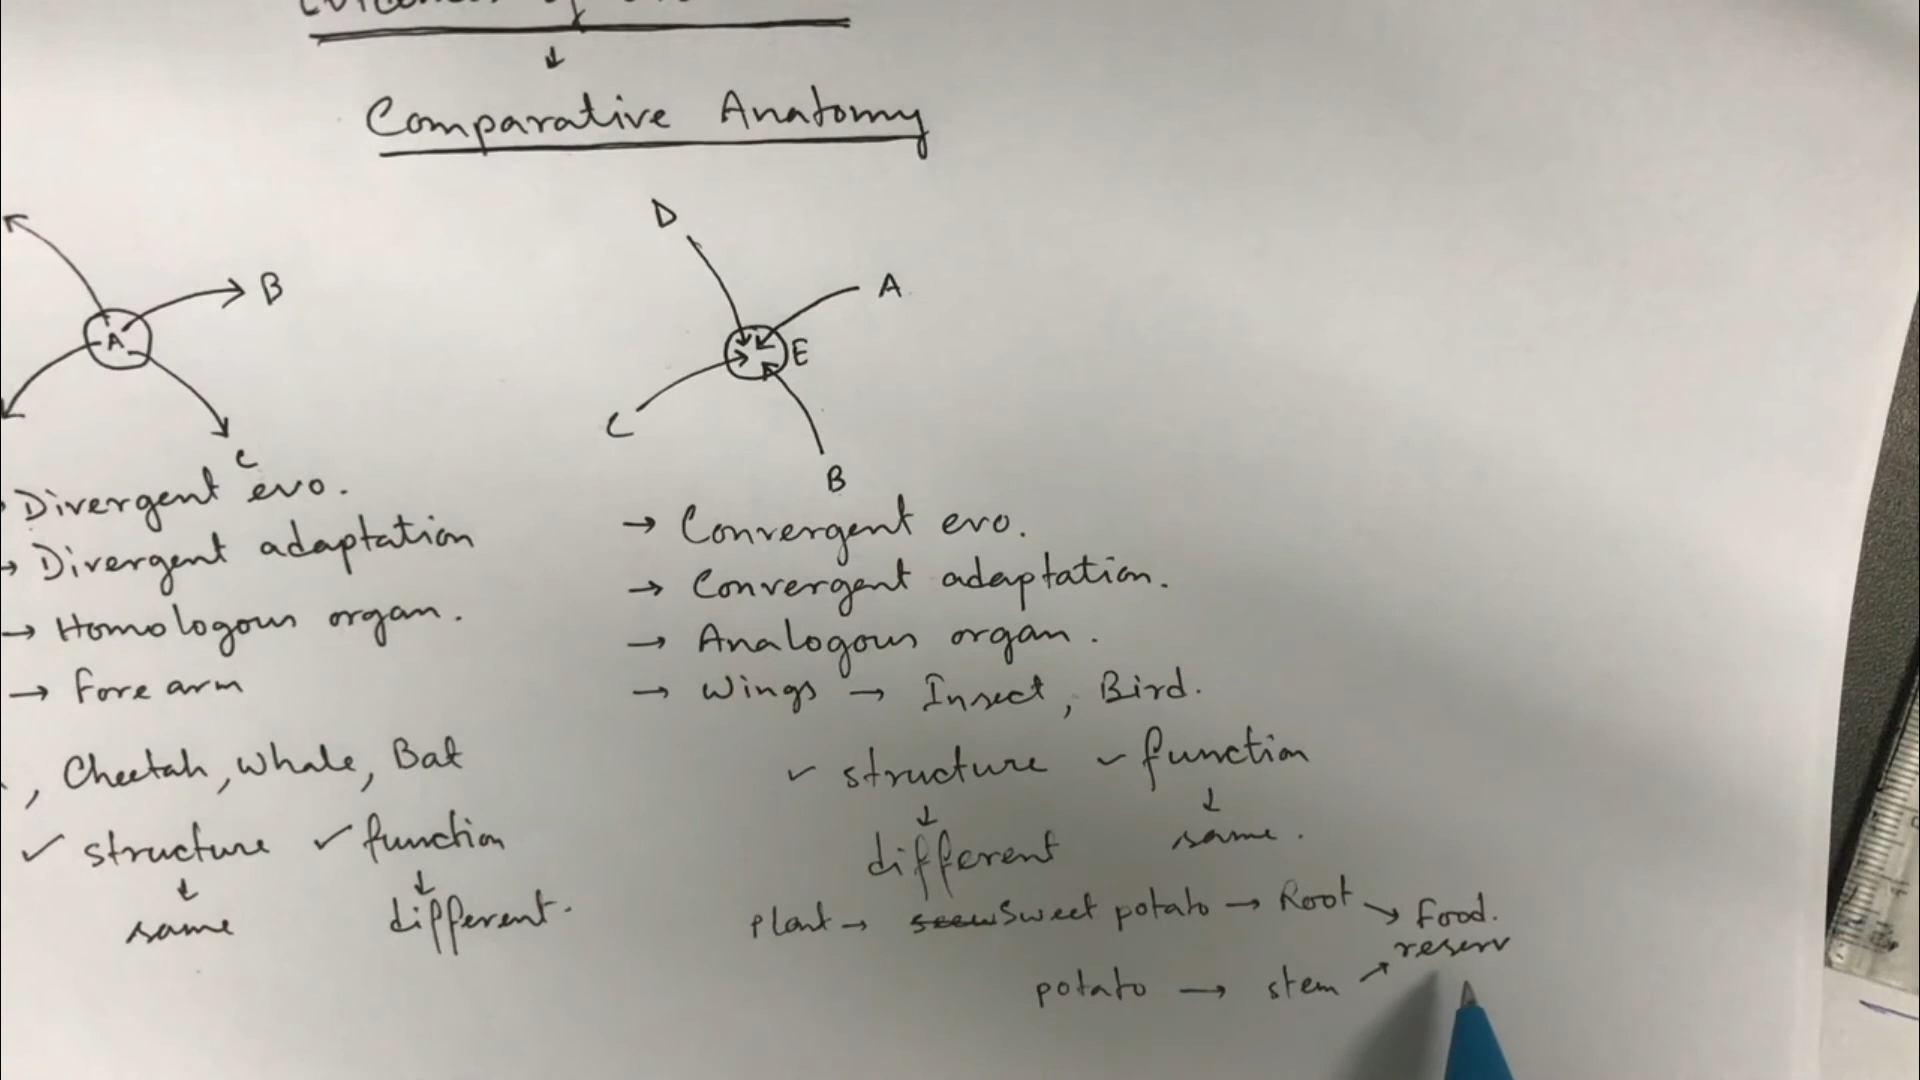 Comparative Anatomy
A
B
C
Divergent evo.
→ Divergent adaptation
→ Homologous organ.
→ Fore arm
, Cheetah, Whale, Bat
✓ structure ✓ function
↓ ↓
same different.
D
A
E
C
B
→ Convergent evo.
→ Convergent adaptation.
→ Analogous organ.
→ Wings → Insect, Bird.
✓ structure ✓ function
↓ ↓
different same.
Plant → Sweet potato → Root → Food.
reserv
potato → stem